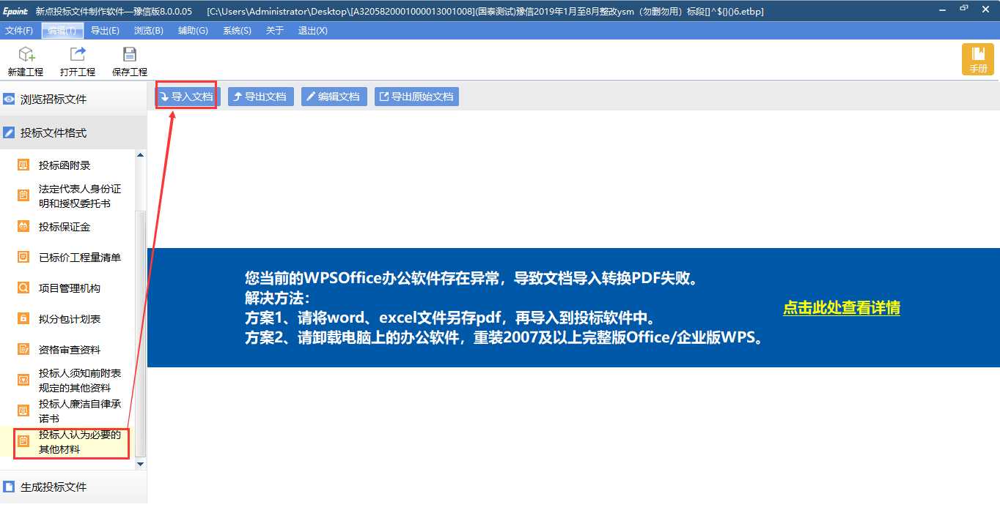 Epoint 新点投标文件制作软件—豫信版8.0.0.05 [C:\Users\Administrator\Desktop\[A3205820001000013001008](国泰测试)豫信2019年1月至8月整改ysm（勿删勿用）标段[]^${}()6.etbp]
文件(F) 编辑(T) 导出(E) 浏览(B) 辅助(G) 系统(S) 关于 退出(X)
新建工程 打开工程 保存工程 手册
浏览招标文件
导入文档 导出文档 编辑文档 导出原始文档
投标文件格式
投标函附录
法定代表人身份证
明和授权委托书
投标保证金
已标价工程量清单
项目管理机构
拟分包计划表
资格审查资料
投标人须知前附表
规定的其他资料
投标人廉洁自律承
诺书
投标人认为必要的
其他材料
生成投标文件
您当前的WPSOffice办公软件存在异常，导致文档导入转换PDF失败。
解决方法：
方案1、请将word、excel文件另存pdf，再导入到投标软件中。
方案2、请卸载电脑上的办公软件，重装2007及以上完整版Office/企业版WPS。
点击此处查看详情